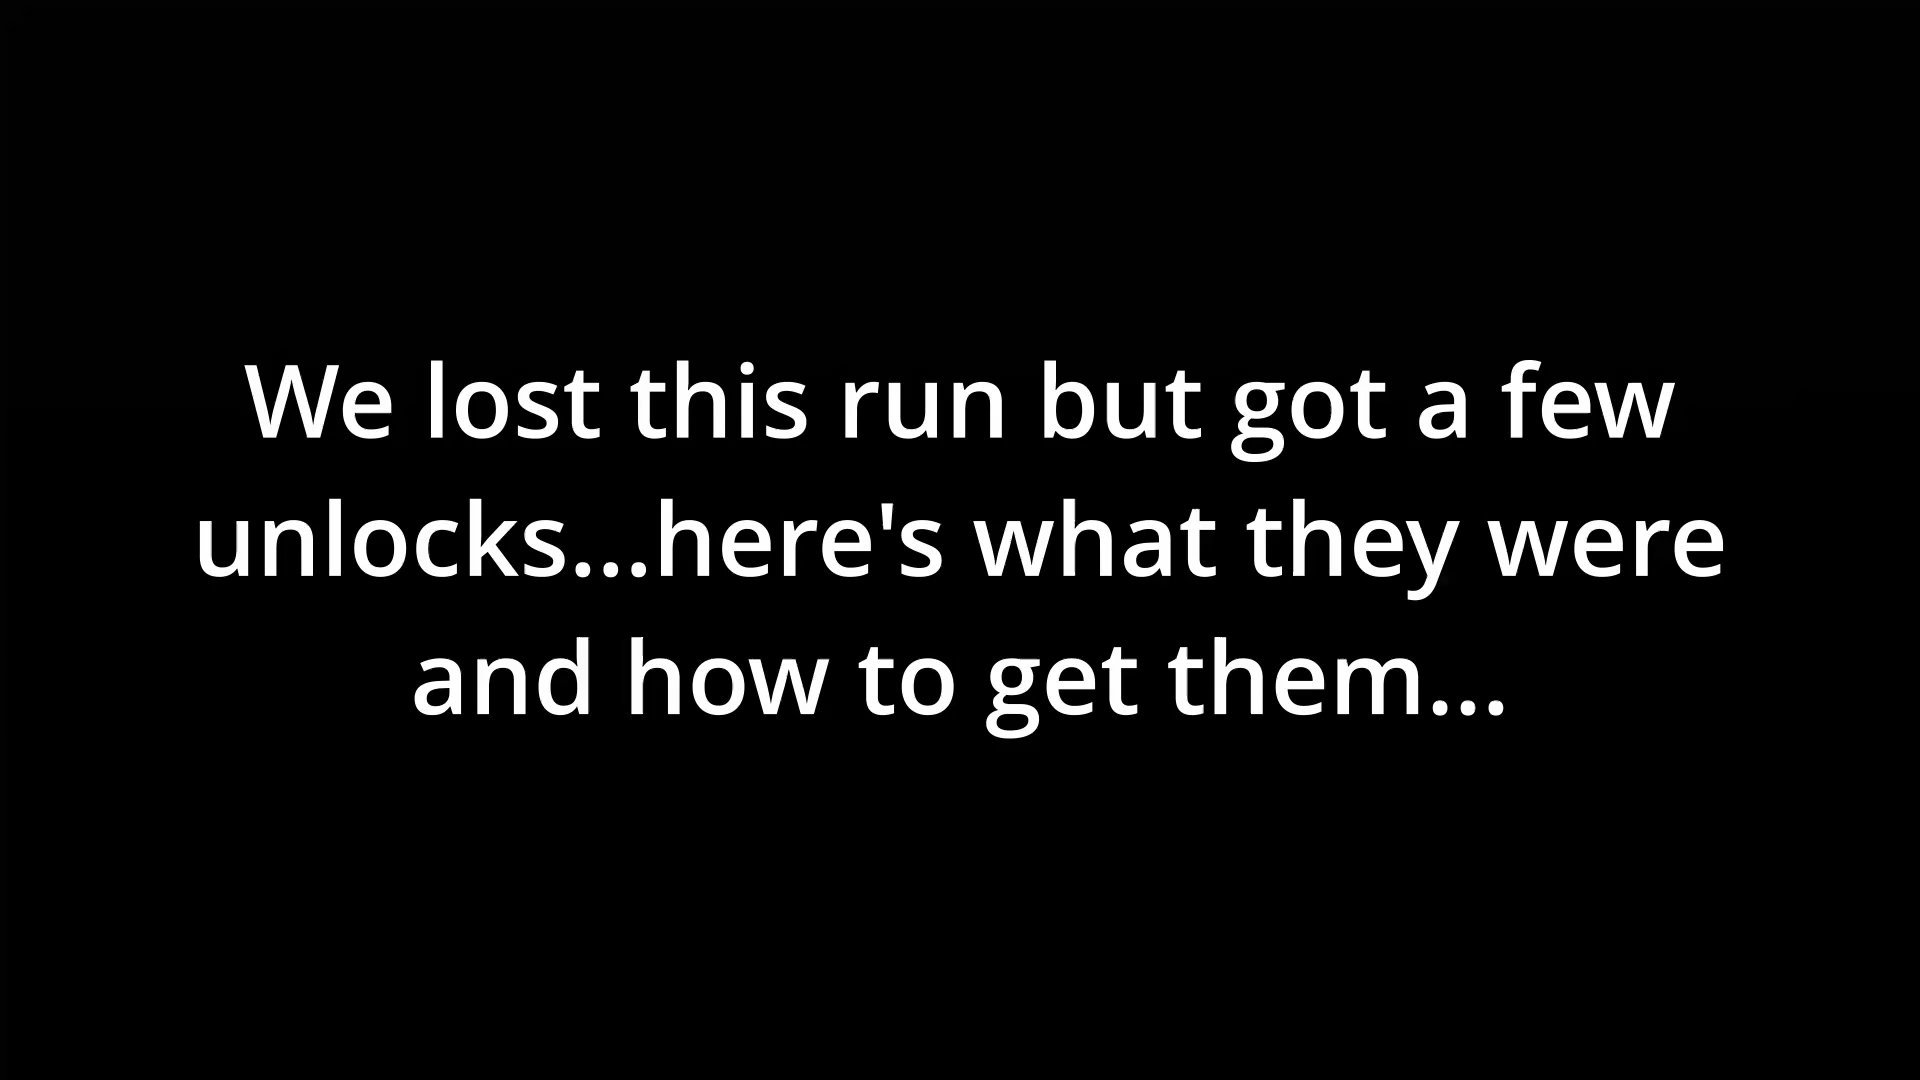 We lost this run but got a few
unlocks...here's what they were
and how to get them...